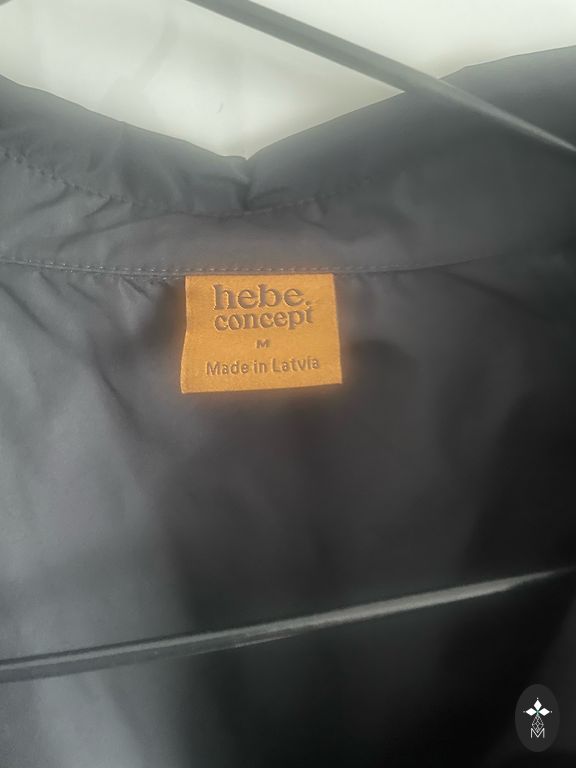 hebe.
concept
M
Made in Latvia
M